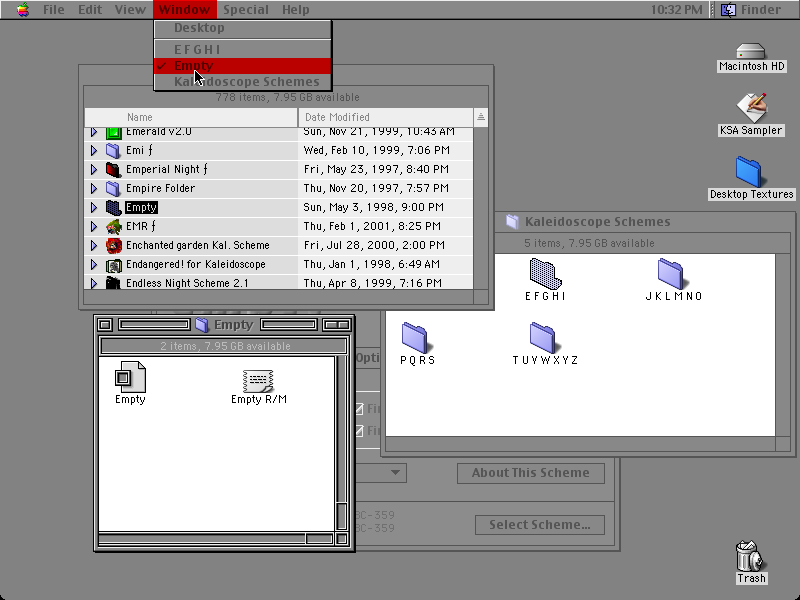 File Edit View Window Special Help 10:32 PM Finder
Desktop
E F G H I
Empty
Kaleidoscope Schemes
778 items, 7.95 GB available
Name Date Modified
Emerald v2.0 Sun, Nov 21, 1999, 10:43 AM
Emi ƒ Wed, Feb 10, 1999, 7:06 PM
Emperial Night ƒ Fri, May 23, 1997, 8:40 PM
Empire Folder Thu, Nov 20, 1997, 7:57 PM
Empty Sun, May 3, 1998, 9:00 PM
EMR ƒ Thu, Feb 1, 2001, 8:25 PM
Enchanted garden Kal. Scheme Fri, Jul 28, 2000, 2:00 PM
Endangered! for Kaleidoscope Thu, Jan 1, 1998, 6:49 AM
Endless Night Scheme 2.1 Thu, Apr 8, 1999, 7:16 PM
Macintosh HD
KSA Sampler
Desktop Textures
Kaleidoscope Schemes
5 items, 7.95 GB available
E F G H I
J K L M N O
P Q R S
T U V W X Y Z
Empty
2 items, 7.95 GB available
Empty
Empty R/M
Opti
Fi
Fi
About This Scheme
BC-359
BC-359
Select Scheme...
Trash